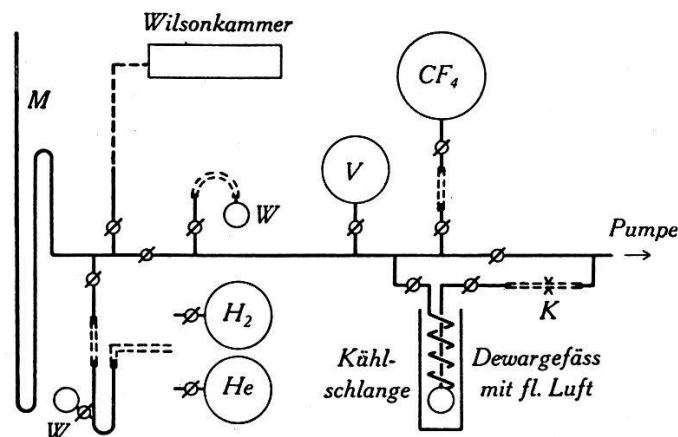 Wilsonkammer
M
CF₄
V
W
Pumpe
H₂
He
W
K
Kühl-
schlange
Dewargefäss
mit fl. Luft